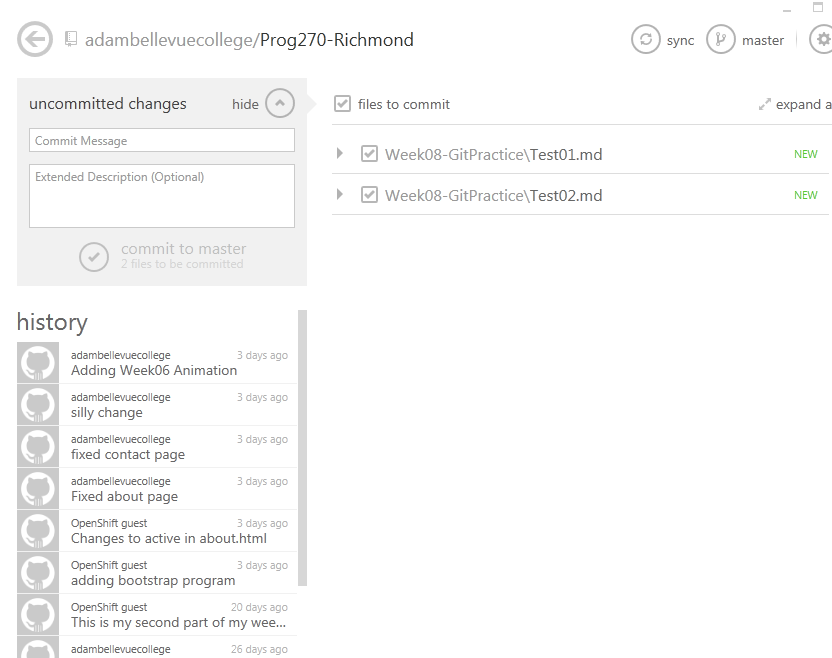 adambellevuecollege/Prog270-Richmond
sync
master
uncommitted changes
hide
Commit Message
Extended Description (Optional)
commit to master
2 files to be committed
files to commit
expand a
Week08-GitPractice\Test01.md
NEW
Week08-GitPractice\Test02.md
NEW
history
adambellevuecollege 3 days ago
Adding Week06 Animation
adambellevuecollege 3 days ago
silly change
adambellevuecollege 3 days ago
fixed contact page
adambellevuecollege 3 days ago
Fixed about page
OpenShift guest 3 days ago
Changes to active in about.html
OpenShift guest 3 days ago
adding bootstrap program
OpenShift guest 20 days ago
This is my second part of my wee...
adambellevuecollege 26 days ago